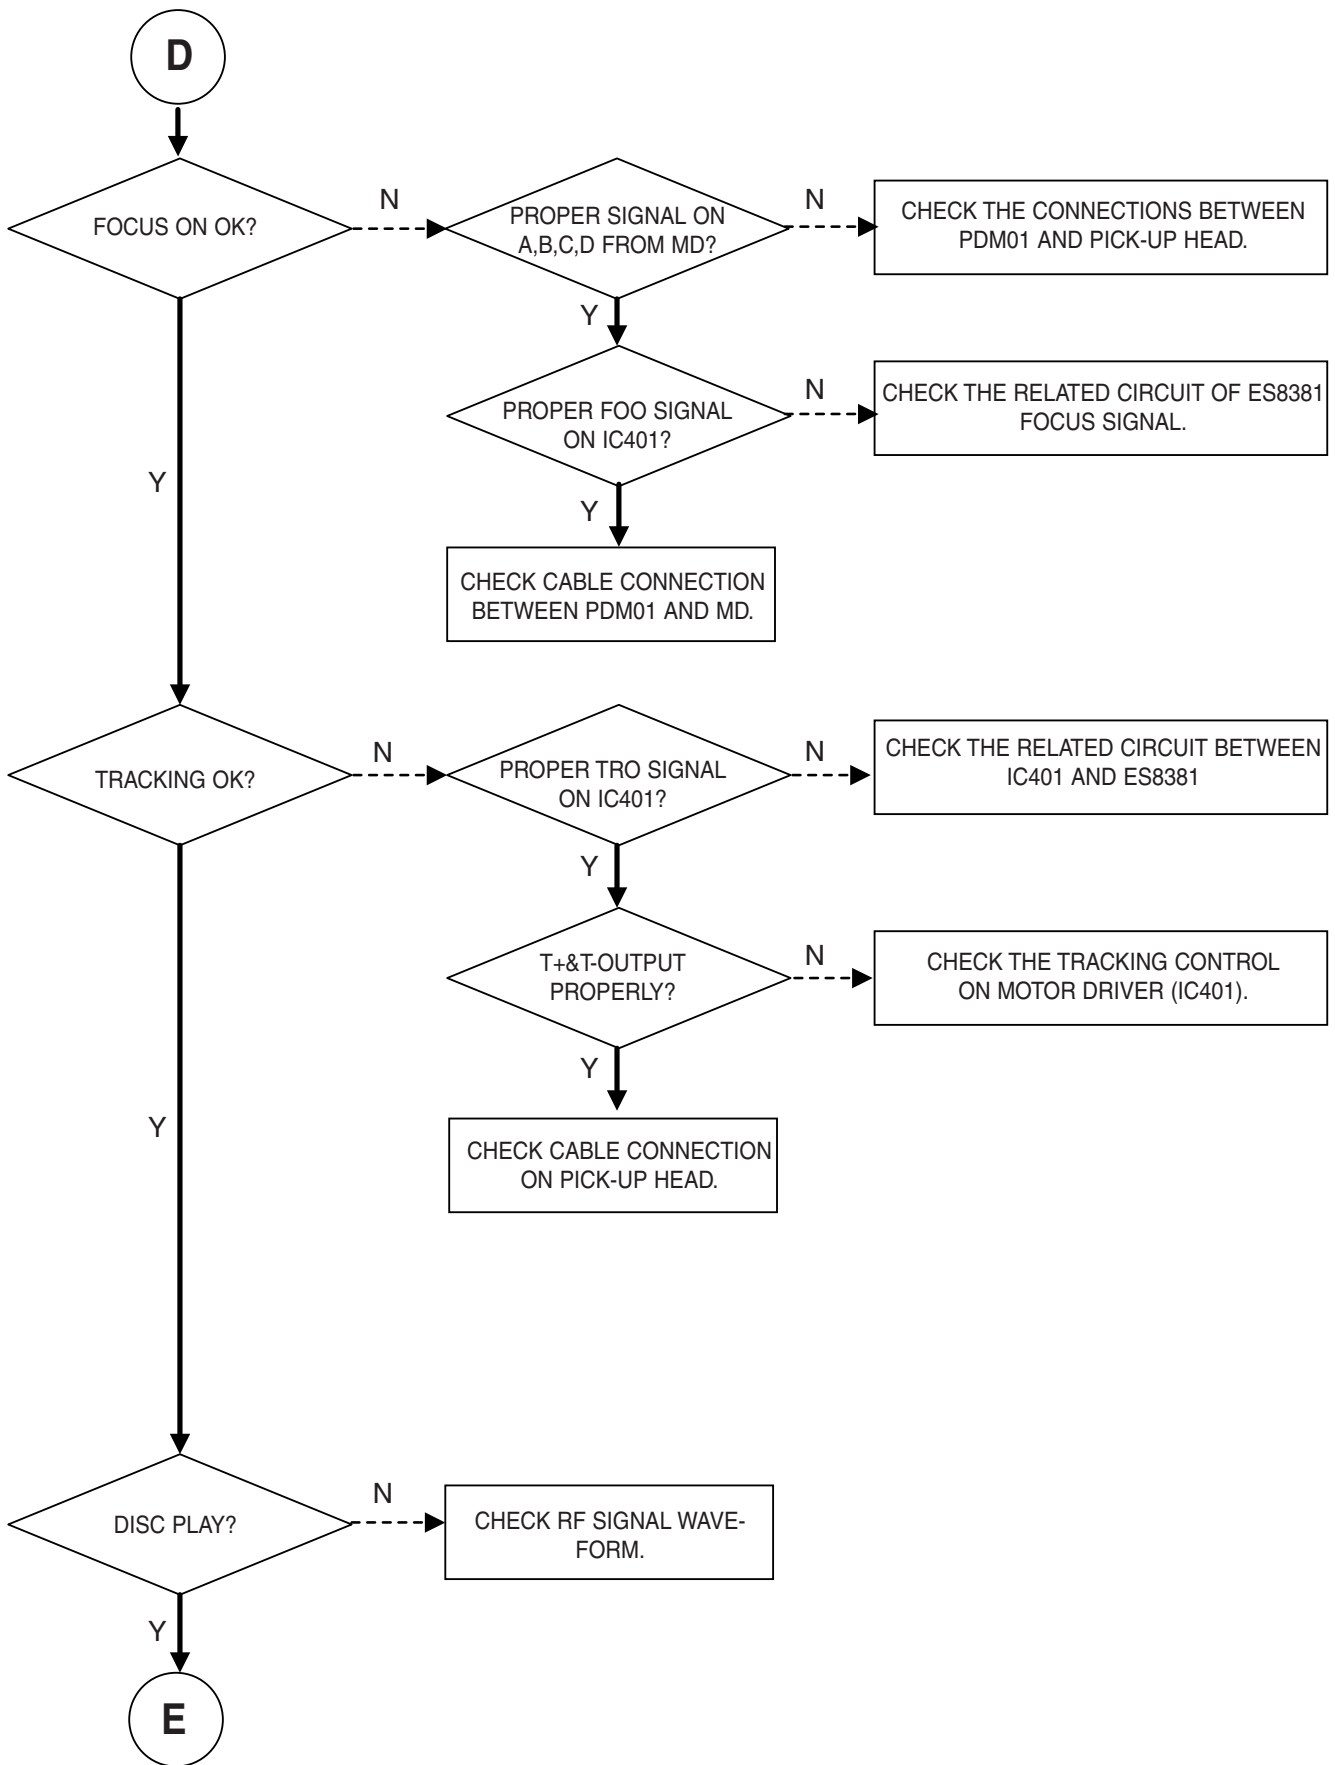 D
FOCUS ON OK?
N
PROPER SIGNAL ON
A,B,C,D FROM MD?
N
CHECK THE CONNECTIONS BETWEEN
PDM01 AND PICK-UP HEAD.
Y
PROPER FOO SIGNAL
ON IC401?
N
CHECK THE RELATED CIRCUIT OF ES8381
FOCUS SIGNAL.
Y
Y
CHECK CABLE CONNECTION
BETWEEN PDM01 AND MD.
TRACKING OK?
N
PROPER TRO SIGNAL
ON IC401?
N
CHECK THE RELATED CIRCUIT BETWEEN
IC401 AND ES8381
Y
T+&T-OUTPUT
PROPERLY?
N
CHECK THE TRACKING CONTROL
ON MOTOR DRIVER (IC401).
Y
Y
CHECK CABLE CONNECTION
ON PICK-UP HEAD.
DISC PLAY?
N
CHECK RF SIGNAL WAVE-
FORM.
Y
E